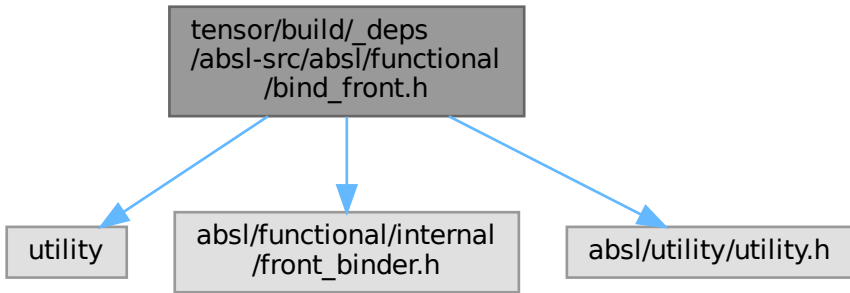 tensor/build/_deps
/absl-src/absl/functional
/bind_front.h
utility
absl/functional/internal
/front_binder.h
absl/utility/utility.h